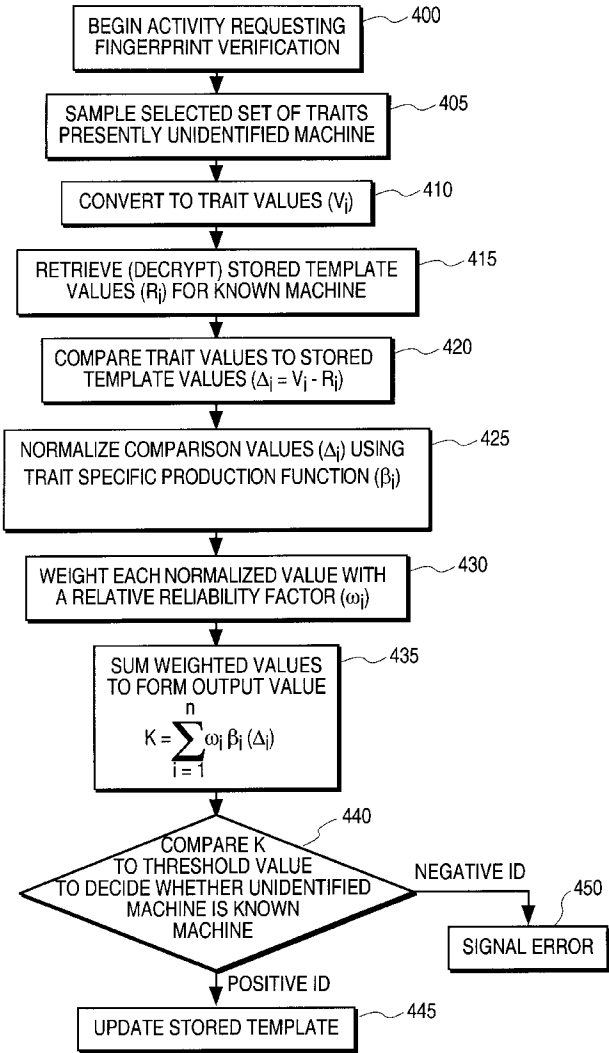 BEGIN ACTIVITY REQUESTING
FINGERPRINT VERIFICATION
400
SAMPLE SELECTED SET OF TRAITS
PRESENTLY UNIDENTIFIED MACHINE
405
CONVERT TO TRAIT VALUES (Vi)
410
RETRIEVE (DECRYPT) STORED TEMPLATE
VALUES (Ri) FOR KNOWN MACHINE
415
COMPARE TRAIT VALUES TO STORED
TEMPLATE VALUES (Δi = Vi - Ri)
420
NORMALIZE COMPARISON VALUES (Δi) USING
TRAIT SPECIFIC PRODUCTION FUNCTION (βi)
425
WEIGHT EACH NORMALIZED VALUE WITH
A RELATIVE RELIABILITY FACTOR (ωi)
430
SUM WEIGHTED VALUES
TO FORM OUTPUT VALUE
n
K = ∑ ωi βi (Δi)
i = 1
435
COMPARE K
TO THRESHOLD VALUE
TO DECIDE WHETHER UNIDENTIFIED
MACHINE IS KNOWN
MACHINE
440
NEGATIVE ID
450
SIGNAL ERROR
POSITIVE ID
UPDATE STORED TEMPLATE
445